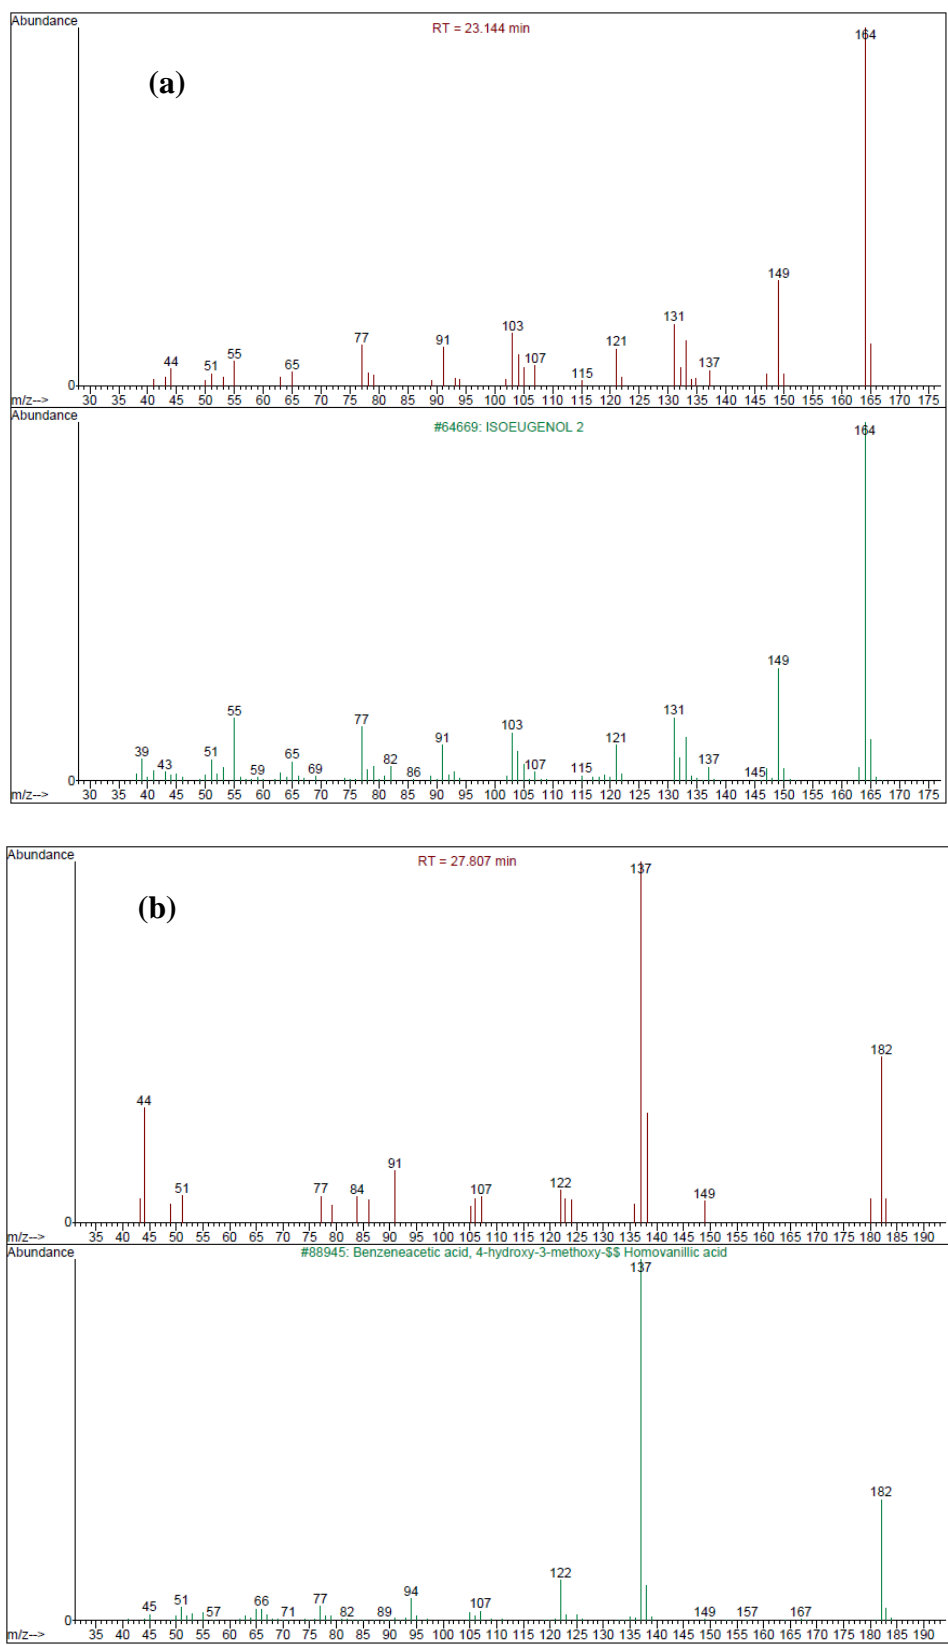 Abundance
RT = 23.144 min
164
(a)
149
131
103
121
77
91
55
107
44
65
137
51
115
0
m/z--> 30 35 40 45 50 55 60 65 70 75 80 85 90 95 100 105 110 115 120 125 130 135 140 145 150 155 160 165 170 175
Abundance
#64669: ISOEUGENOL 2
164
149
55 131
77 103
91 121
39 51 65 82 137
43 59 69 86 107 115 145
0
m/z--> 30 35 40 45 50 55 60 65 70 75 80 85 90 95 100 105 110 115 120 125 130 135 140 145 150 155 160 165 170 175
Abundance
RT = 27.807 min
137
(b)
182
44
91
51 77 84 107 122 149
0
m/z--> 35 40 45 50 55 60 65 70 75 80 85 90 95 100 105 110 115 120 125 130 135 140 145 150 155 160 165 170 175 180 185 190
Abundance
#88945: Benzeneacetic acid, 4-hydroxy-3-methoxy-$$ Homovanillic acid
137
182
122
94
45 51 57 66 71 77 82 89 107 149 157 167
0
m/z--> 35 40 45 50 55 60 65 70 75 80 85 90 95 100 105 110 115 120 125 130 135 140 145 150 155 160 165 170 175 180 185 190